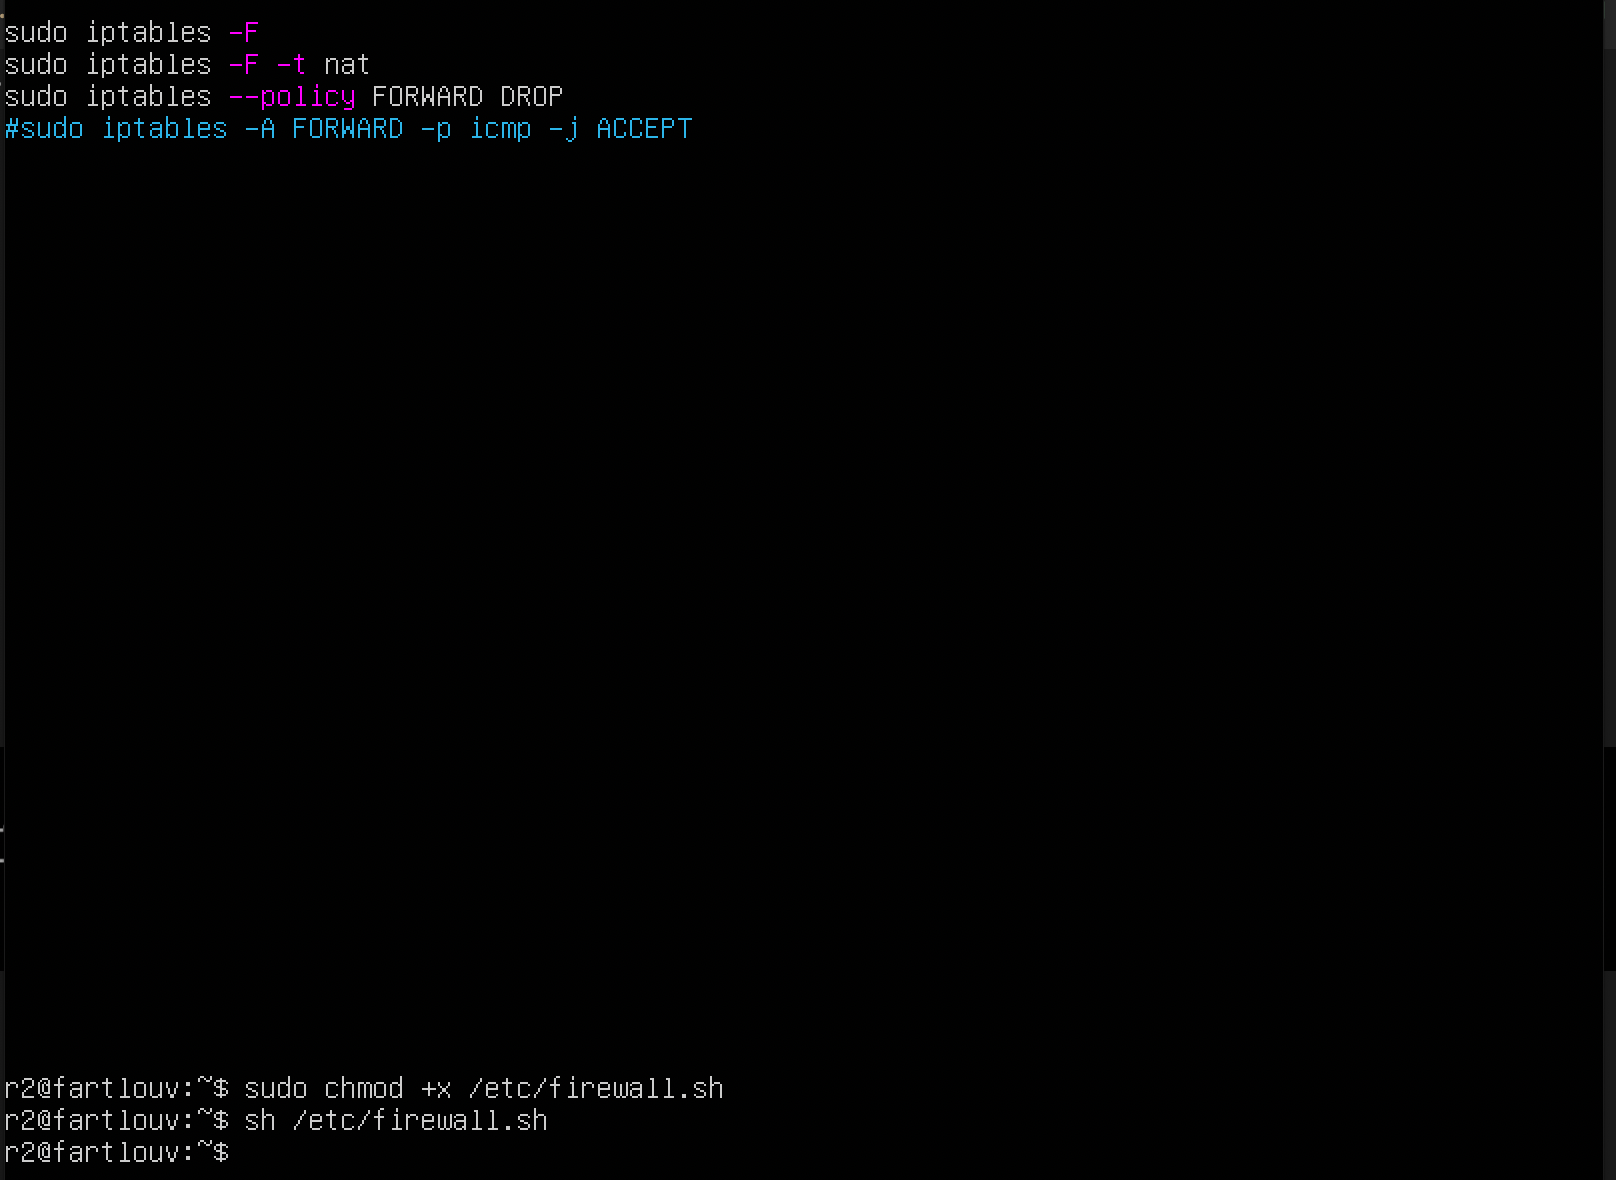 sudo iptables -F
sudo iptables -F -t nat
sudo iptables --policy FORWARD DROP
#sudo iptables -A FORWARD -p icmp -j ACCEPT
r2@fartlouv:~$ sudo chmod +x /etc/firewall.sh
r2@fartlouv:~$ sh /etc/firewall.sh
r2@fartlouv:~$